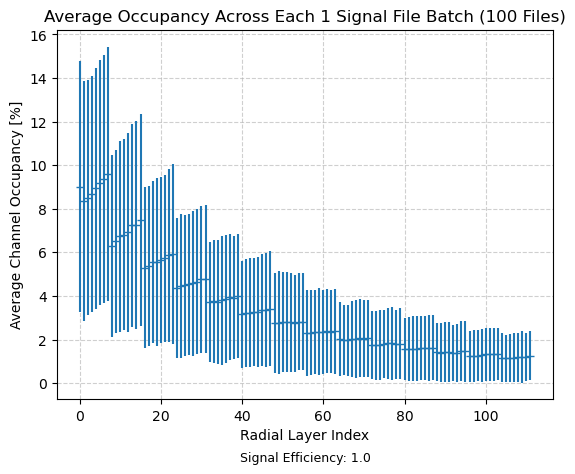 Average Occupancy Across Each 1 Signal File Batch (100 Files)
16
14
12
10
8
6
4
2
0
Average Channel Occupancy [%]
0 20 40 60 80 100
Radial Layer Index
Signal Efficiency: 1.0